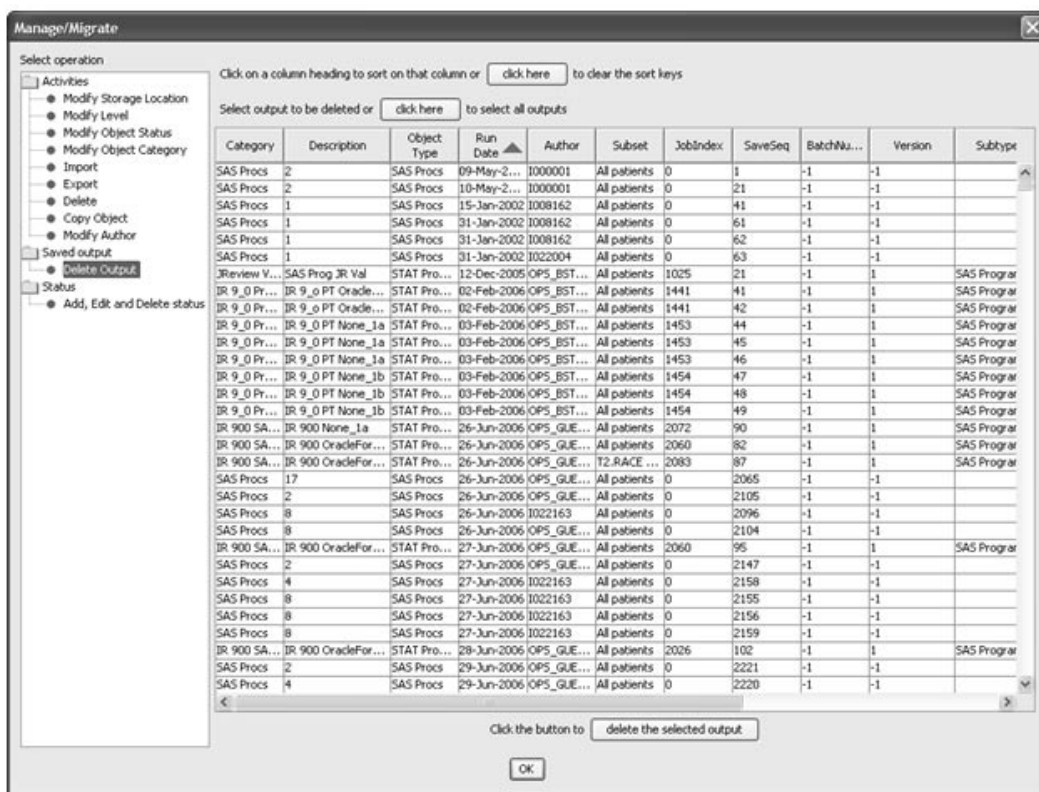 Manage/Migrate
Select operation
Activities
Modify Storage Location
Modify Level
Modify Object Status
Modify Object Category
Import
Export
Delete
Copy Object
Modify Author
Saved output
Delete Output
Status
Add, Edit and Delete status
Click on a column heading to sort on that column or click here to clear the sort keys
Select output to be deleted or click here to select all outputs
Category Description Object Type Run Date Author Subset JobIndex SaveSeq BatchNu... Version Subtype
SAS Procs 2 SAS Procs 09-May-2... I000001 All patients 0 1 -1 -1
SAS Procs 2 SAS Procs 10-May-2... I000001 All patients 0 21 -1 -1
SAS Procs 1 SAS Procs 15-Jan-2002 I008162 All patients 0 41 -1 -1
SAS Procs 1 SAS Procs 31-Jan-2002 I008162 All patients 0 61 -1 -1
SAS Procs 1 SAS Procs 31-Jan-2002 I008162 All patients 0 62 -1 -1
SAS Procs 1 SAS Procs 31-Jan-2002 I022004 All patients 0 63 -1 -1
JReview V... SAS Prog JR Val STAT Pro... 12-Dec-2005 OPS_BST... All patients 1025 21 -1 1 SAS Program
IR 9_0 Pr... IR 9_o PT Oracle... STAT Pro... 02-Feb-2006 OPS_BST... All patients 1441 41 -1 1 SAS Program
IR 9_0 Pr... IR 9_o PT Oracle... STAT Pro... 02-Feb-2006 OPS_BST... All patients 1441 42 -1 1 SAS Program
IR 9_0 Pr... IR 9_0 PT None_1a STAT Pro... 03-Feb-2006 OPS_BST... All patients 1453 44 -1 1 SAS Program
IR 9_0 Pr... IR 9_0 PT None_1a STAT Pro... 03-Feb-2006 OPS_BST... All patients 1453 45 -1 1 SAS Program
IR 9_0 Pr... IR 9_0 PT None_1a STAT Pro... 03-Feb-2006 OPS_BST... All patients 1453 46 -1 1 SAS Program
IR 9_0 Pr... IR 9_0 PT None_1b STAT Pro... 03-Feb-2006 OPS_BST... All patients 1454 47 -1 1 SAS Program
IR 9_0 Pr... IR 9_0 PT None_1b STAT Pro... 03-Feb-2006 OPS_BST... All patients 1454 48 -1 1 SAS Program
IR 9_0 Pr... IR 9_0 PT None_1b STAT Pro... 03-Feb-2006 OPS_BST... All patients 1454 49 -1 1 SAS Program
IR 900 SA... IR 900 None_1a STAT Pro... 26-Jun-2006 OPS_GUE... All patients 2072 90 -1 1 SAS Program
IR 900 SA... IR 900 OracleFor... STAT Pro... 26-Jun-2006 OPS_GUE... All patients 2060 82 -1 1 SAS Program
IR 900 SA... IR 900 OracleFor... STAT Pro... 26-Jun-2006 OPS_GUE... T2.RACE ... 2083 87 -1 1 SAS Program
SAS Procs 17 SAS Procs 26-Jun-2006 OPS_GUE... All patients 0 2065 -1 -1
SAS Procs 2 SAS Procs 26-Jun-2006 OPS_GUE... All patients 0 2105 -1 -1
SAS Procs 8 SAS Procs 26-Jun-2006 I022163 All patients 0 2096 -1 -1
SAS Procs 8 SAS Procs 26-Jun-2006 OPS_GUE... All patients 0 2104 -1 -1
IR 900 SA... IR 900 OracleFor... STAT Pro... 27-Jun-2006 OPS_GUE... All patients 2060 95 -1 1 SAS Program
SAS Procs 2 SAS Procs 27-Jun-2006 OPS_GUE... All patients 0 2147 -1 -1
SAS Procs 4 SAS Procs 27-Jun-2006 I022163 All patients 0 2158 -1 -1
SAS Procs 8 SAS Procs 27-Jun-2006 I022163 All patients 0 2155 -1 -1
SAS Procs 8 SAS Procs 27-Jun-2006 I022163 All patients 0 2156 -1 -1
SAS Procs 8 SAS Procs 27-Jun-2006 I022163 All patients 0 2159 -1 -1
IR 900 SA... IR 900 OracleFor... STAT Pro... 28-Jun-2006 OPS_GUE... All patients 2026 102 -1 1 SAS Program
SAS Procs 2 SAS Procs 29-Jun-2006 OPS_GUE... All patients 0 2221 -1 -1
SAS Procs 4 SAS Procs 29-Jun-2006 OPS_GUE... All patients 0 2220 -1 -1
Click the button to delete the selected output
OK